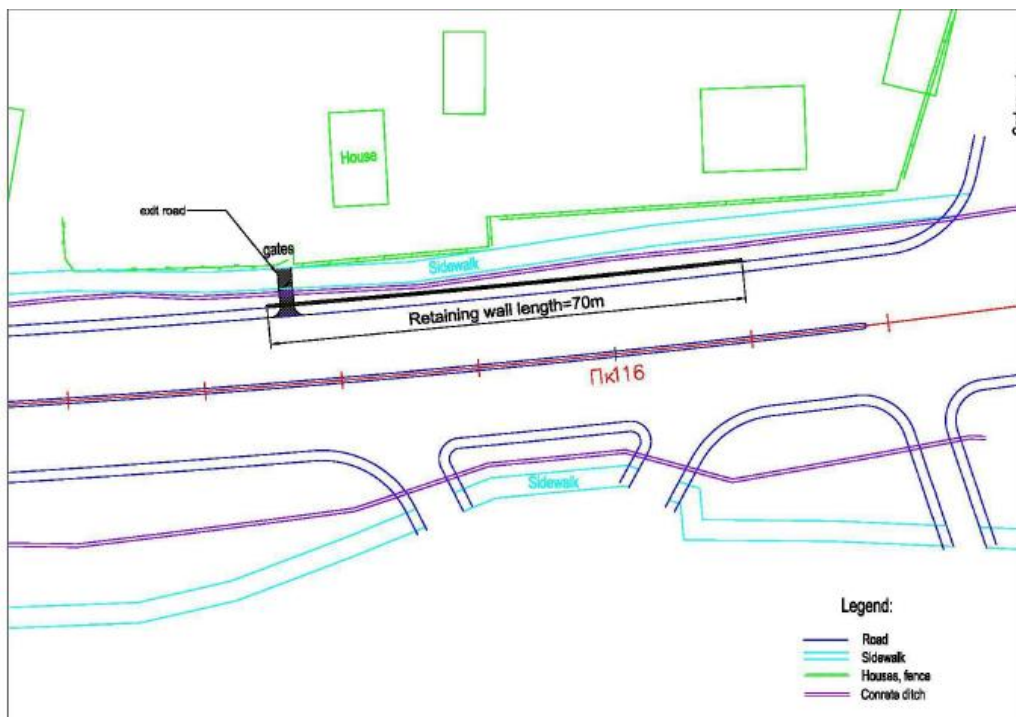 House
exit road
gates
Sidewalk
Retaining wall length=70m
Пк116
Sidewalk
Legend:
Road
Sidewalk
Houses, fence
Conrete ditch